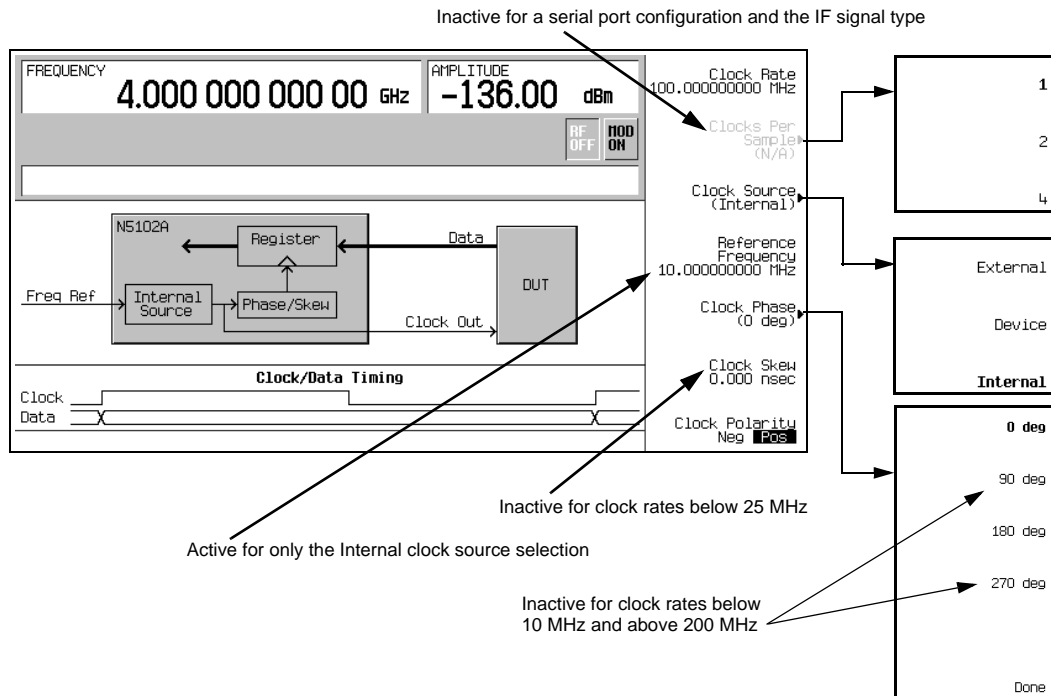 Inactive for a serial port configuration and the IF signal type
FREQUENCY
4.000 000 000 00 GHz
AMPLITUDE
-136.00 dBm
RF
OFF
MOD
ON
N5102A
Register
Data
DUT
Freq Ref
Internal
Source
Phase/Skew
Clock Out
Clock/Data Timing
Clock
Data
Clock Rate
100.000000000 MHz
Clocks Per
Sample
(N/A)
Clock Source
(Internal)
Reference
Frequency
10.000000000 MHz
Clock Phase
(0 deg)
Clock Skew
0.000 nsec
Clock Polarity
Neg Pos
1
2
4
External
Device
Internal
0 deg
90 deg
180 deg
270 deg
Done
Inactive for clock rates below 25 MHz
Active for only the Internal clock source selection
Inactive for clock rates below
10 MHz and above 200 MHz